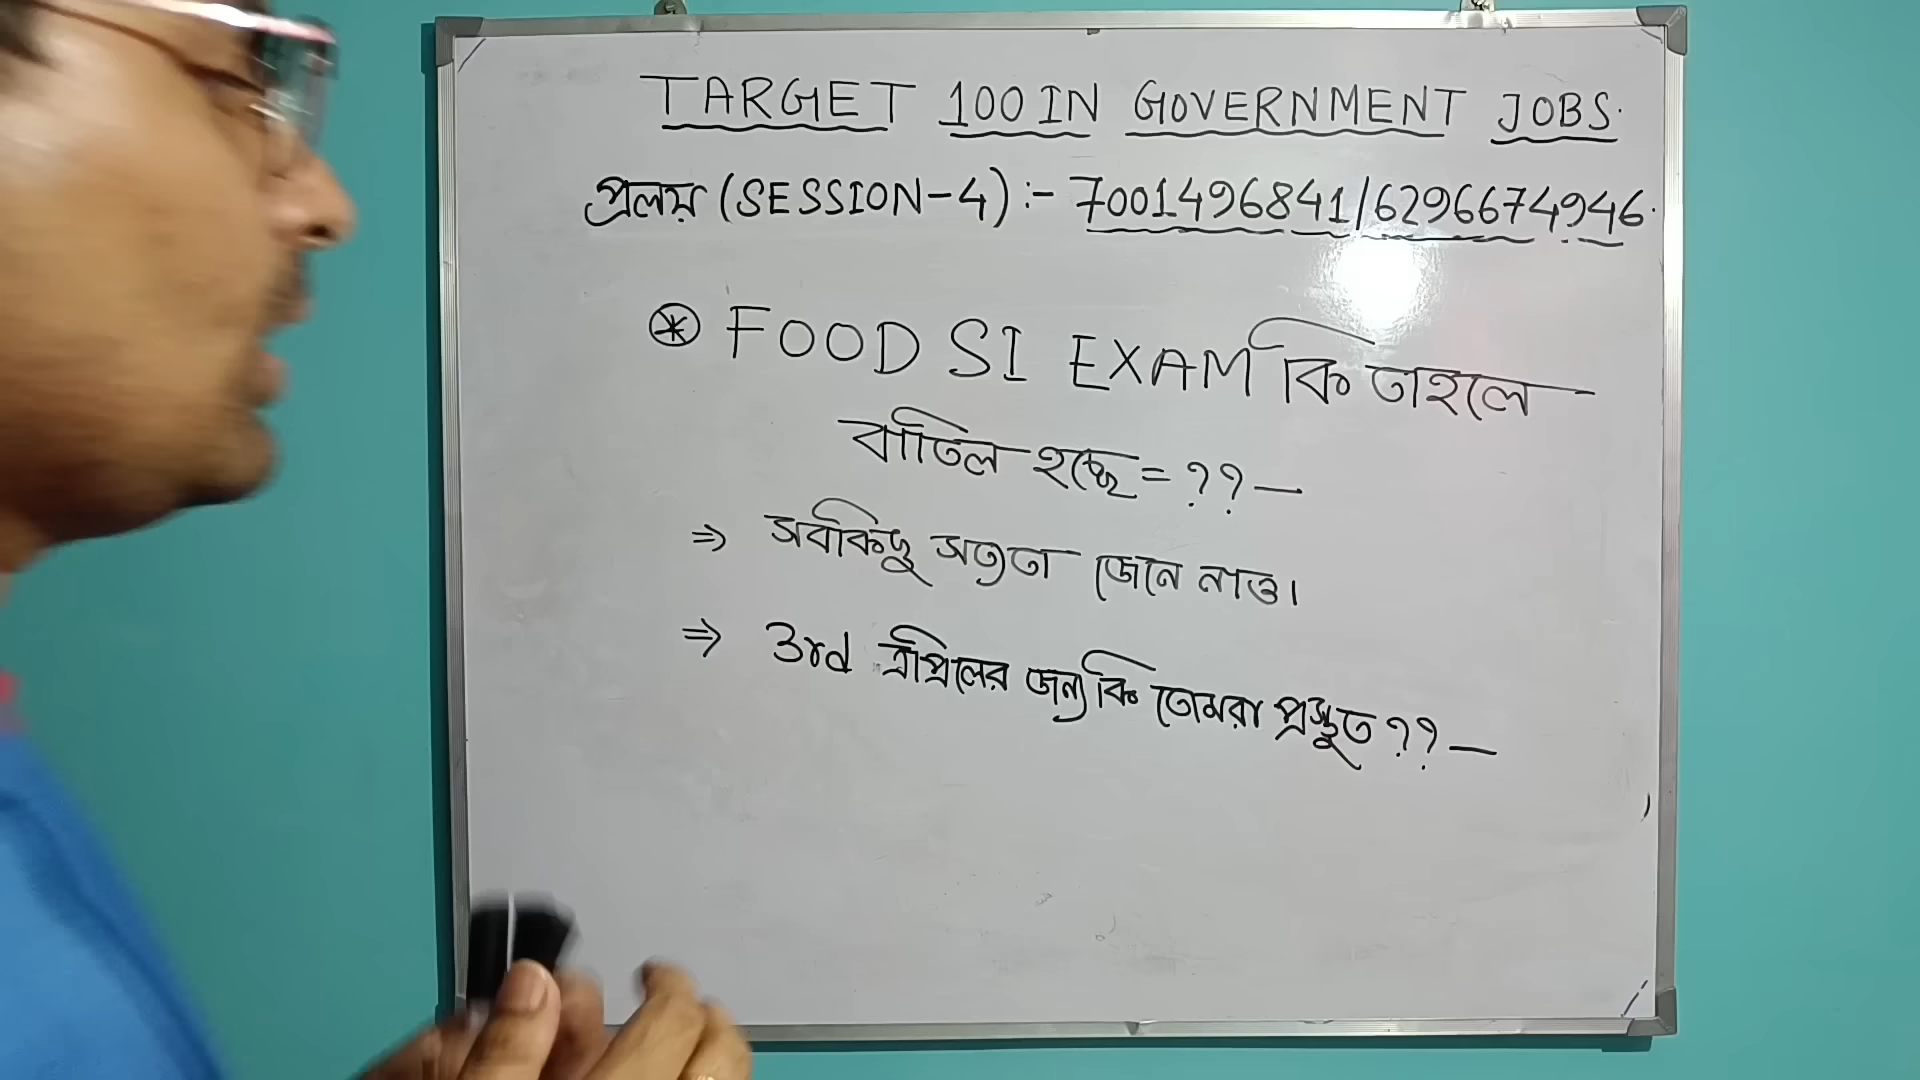 TARGET 100 IN GOVERNMENT JOBS.
প্রলয় (SESSION-4) :- 7001496841/6296674946.
* FOOD SI EXAM কি তাহলে
বাতিল হচ্ছে = ?? —
⇒ সবকিছু সত্যতা জেনে নাও।
⇒ 3rd এপ্রিলের জন্য কি তোমরা প্রস্তুত ?? —